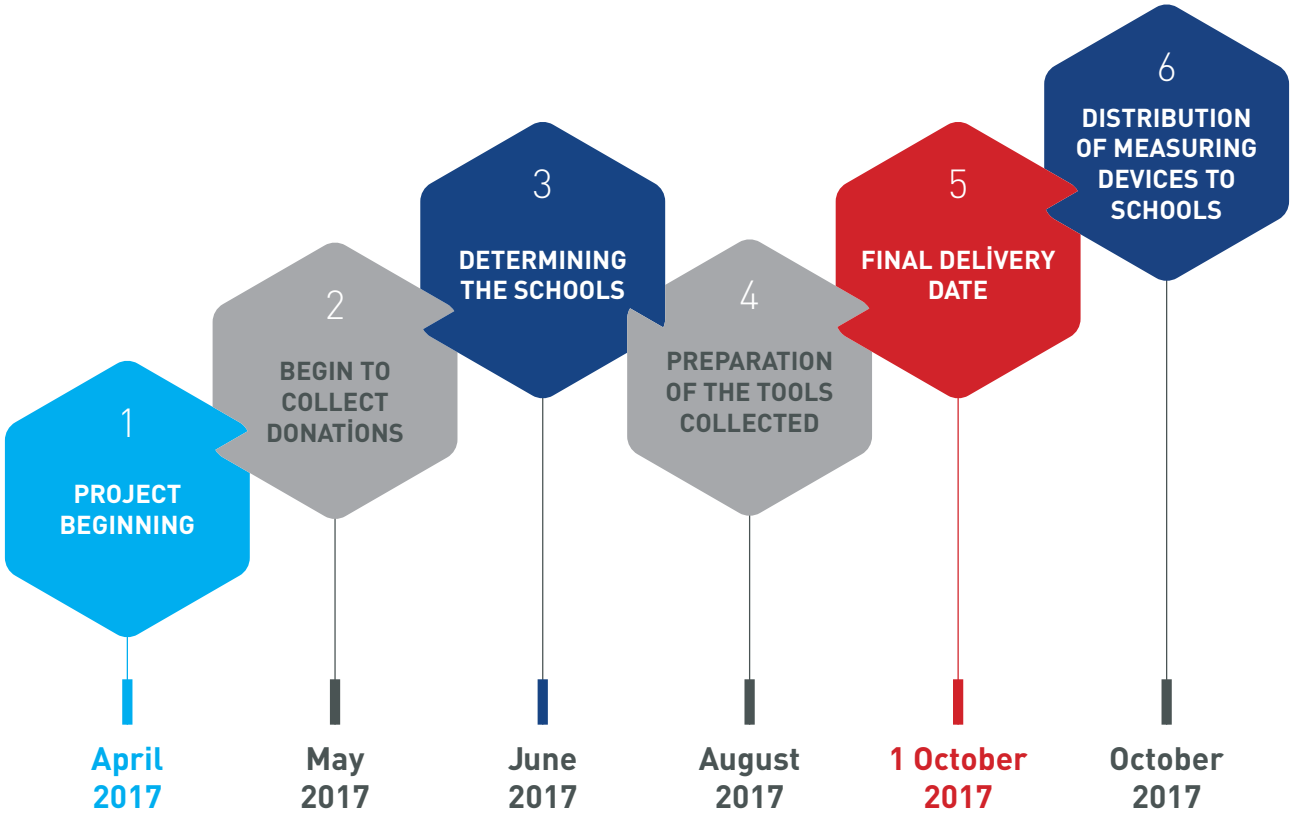 1
PROJECT
BEGINNING
April
2017
2
BEGIN TO
COLLECT
DONATİONS
May
2017
3
DETERMINING
THE SCHOOLS
June
2017
4
PREPARATION
OF THE TOOLS
COLLECTED
August
2017
5
FINAL DELİVERY
DATE
1 October
2017
6
DISTRIBUTION
OF MEASURING
DEVICES TO
SCHOOLS
October
2017